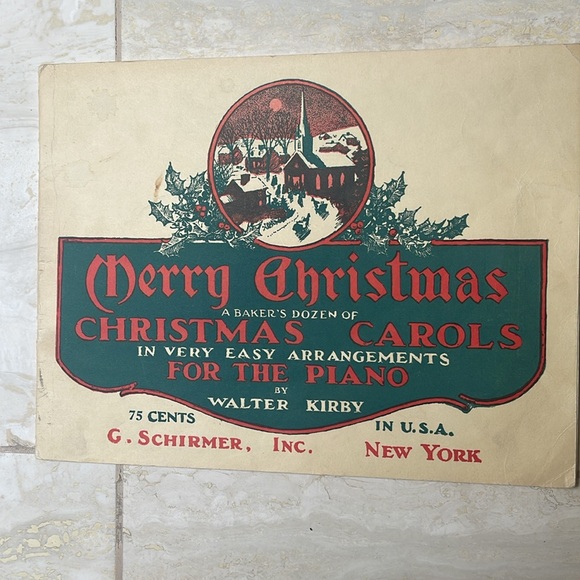 Merry Christmas
A BAKER'S DOZEN OF
CHRISTMAS CAROLS
IN VERY EASY ARRANGEMENTS
FOR THE PIANO
BY
WALTER KIRBY
75 CENTS IN U.S.A.
G. SCHIRMER, INC. NEW YORK